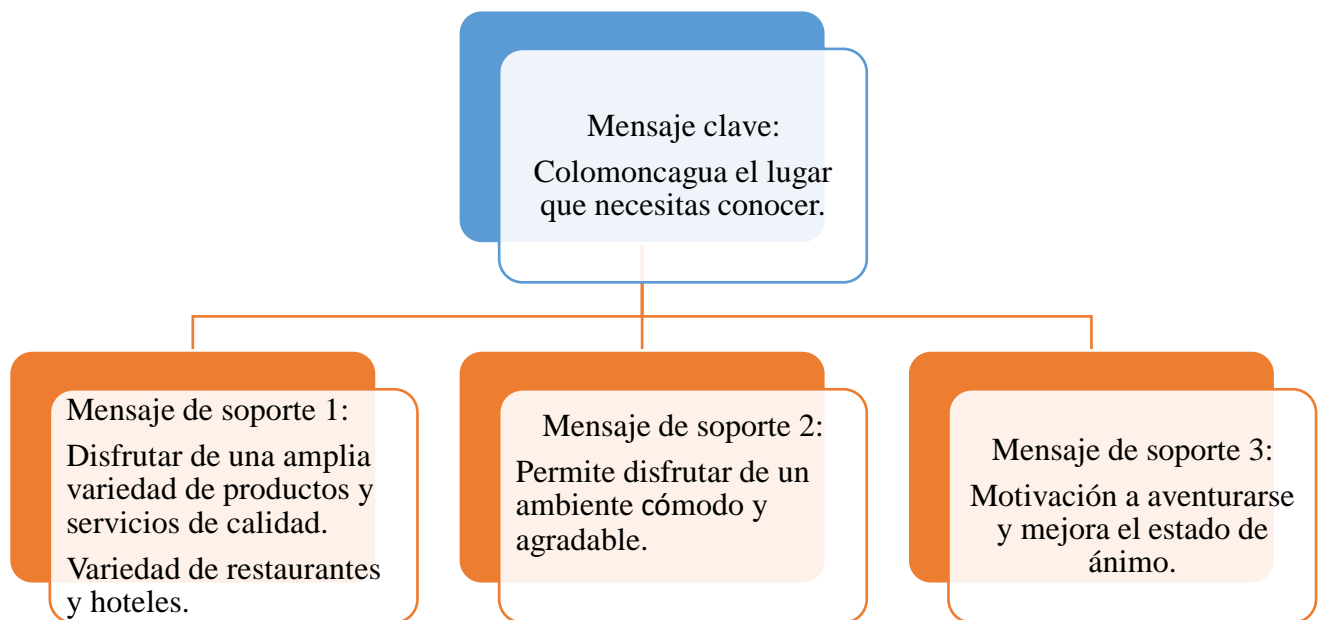 Mensaje clave:
Colomoncagua el lugar
que necesitas conocer.
Mensaje de soporte 1:
Disfrutar de una amplia
variedad de productos y
servicios de calidad.
Variedad de restaurantes
y hoteles.
Mensaje de soporte 2:
Permite disfrutar de un
ambiente cómodo y
agradable.
Mensaje de soporte 3:
Motivación a aventurarse
y mejora el estado de
ánimo.